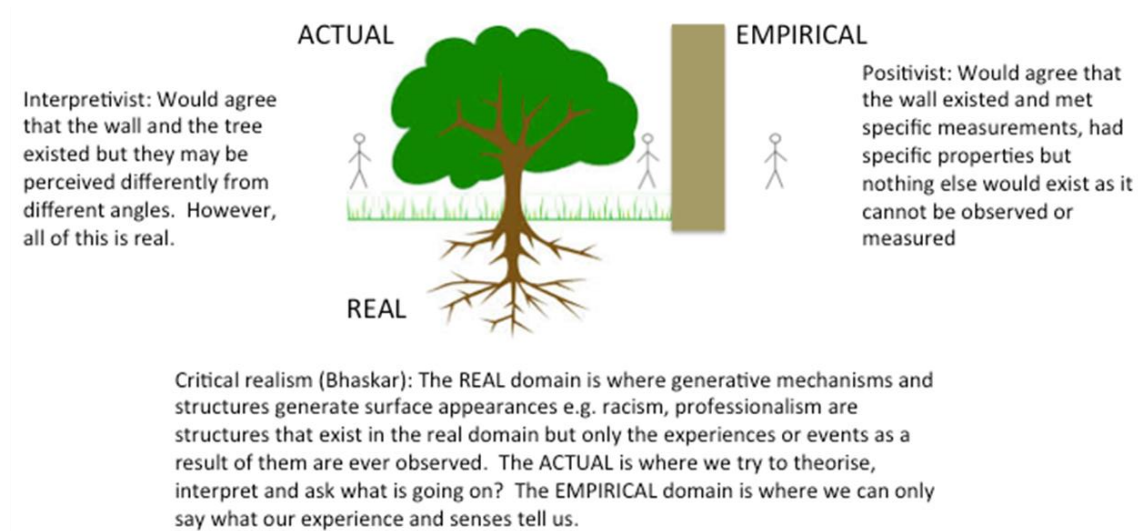 ACTUAL
EMPIRICAL
Interpretivist: Would agree
that the wall and the tree
existed but they may be
perceived differently from
different angles.  However,
all of this is real.
Positivist: Would agree that
the wall existed and met
specific measurements, had
specific properties but
nothing else would exist as it
cannot be observed or
measured
REAL
Critical realism (Bhaskar): The REAL domain is where generative mechanisms and
structures generate surface appearances e.g. racism, professionalism are
structures that exist in the real domain but only the experiences or events as a
result of them are ever observed.  The ACTUAL is where we try to theorise,
interpret and ask what is going on?  The EMPIRICAL domain is where we can only
say what our experience and senses tell us.